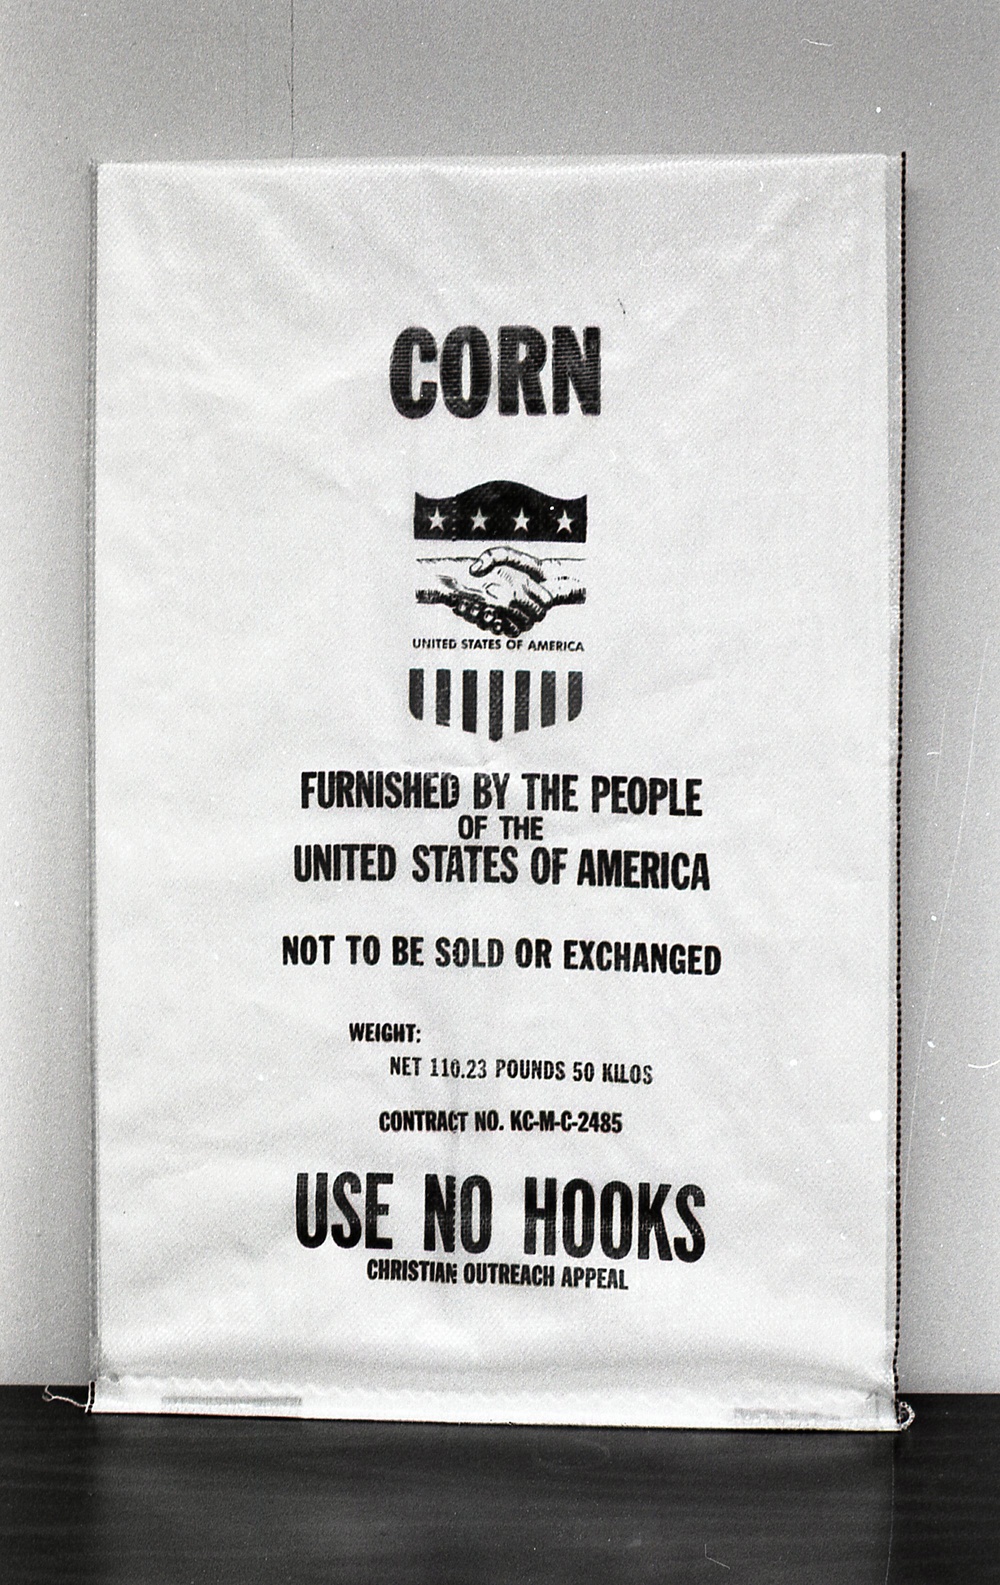 CORN
UNITED STATES OF AMERICA
FURNISHED BY THE PEOPLE
OF THE
UNITED STATES OF AMERICA
NOT TO BE SOLD OR EXCHANGED
WEIGHT:
NET 110.23 POUNDS 50 KILOS
CONTRACT NO. KC-M-C-2485
USE NO HOOKS
CHRISTIAN OUTREACH APPEAL